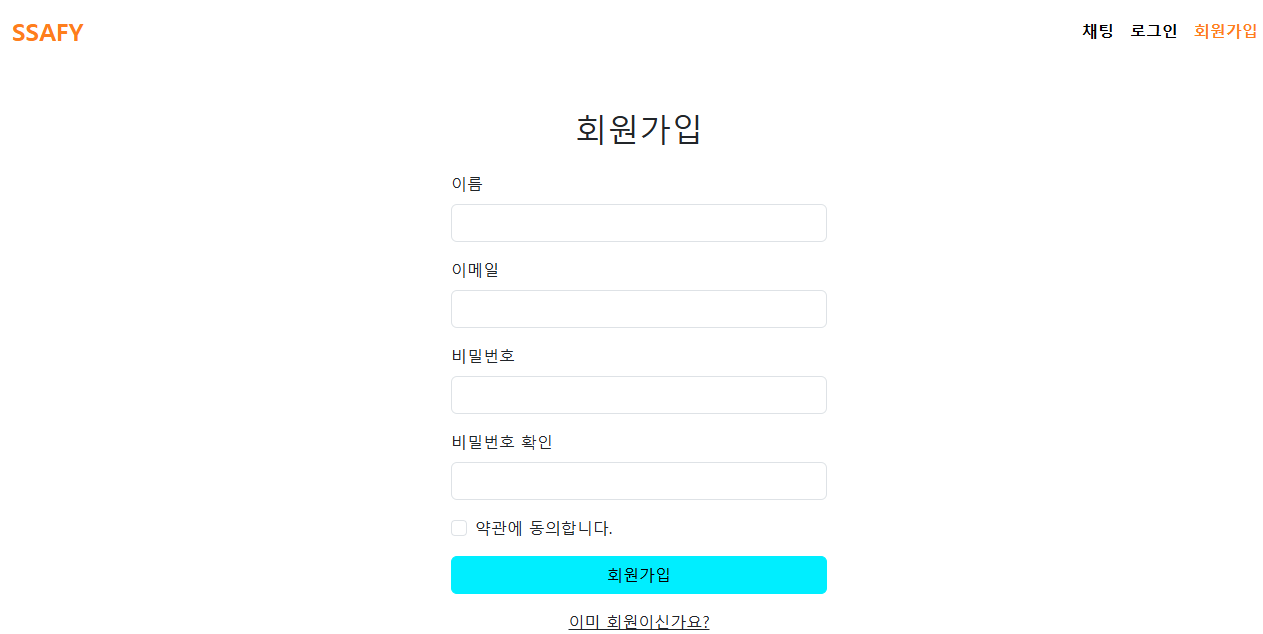 SSAFY 채팅 로그인 회원가입
회원가입
이름
이메일
비밀번호
비밀번호 확인
약관에 동의합니다.
회원가입
이미 회원이신가요?